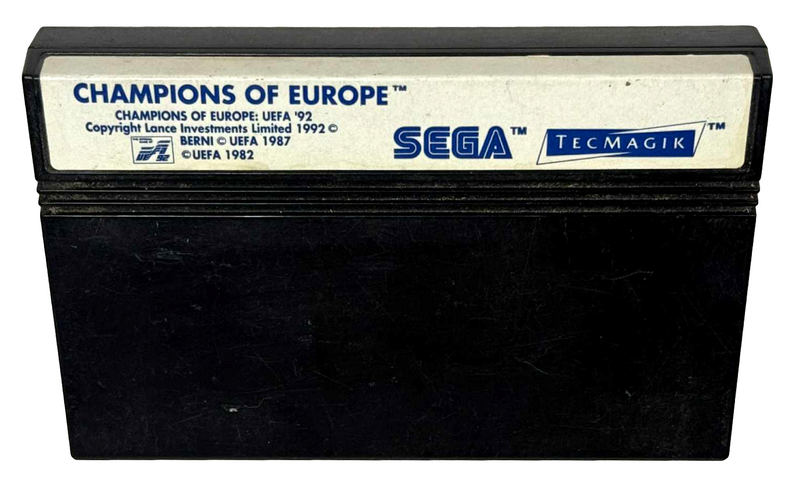 CHAMPIONS OF EUROPE™
CHAMPIONS OF EUROPE: UEFA '92
Copyright Lance Investments Limited 1992 ©
BERNI © UEFA 1987
© UEFA 1982
SEGA™
TECMAGIK™